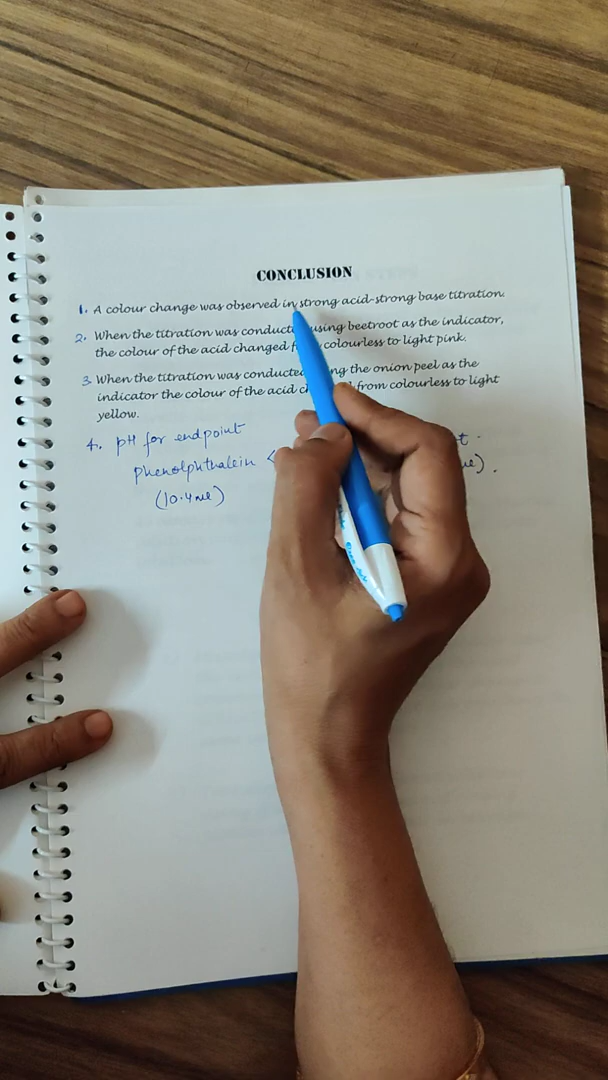 CONCLUSION
1. A colour change was observed in strong acid-strong base titration.
2. When the titration was using beetroot as the indicator,
the colour of the acid changed colourless to light pink.
3. When the titration was the onion peel as the
indicator the colour of the acid from colourless to light
yellow.
4. pH for endpoint
phenolphthalein <
(10.4ml)